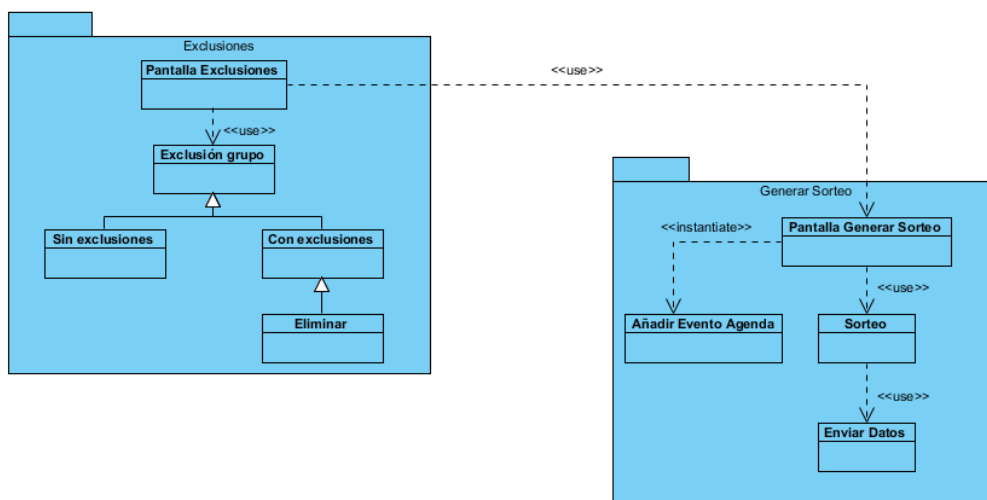 Exclusiones
Pantalla Exclusiones
<<use>>
<<use>>
Exclusión grupo
Sin exclusiones
Con exclusiones
Eliminar
Generar Sorteo
Pantalla Generar Sorteo
<<instantiate>>
<<use>>
Añadir Evento Agenda
Sorteo
<<use>>
Enviar Datos